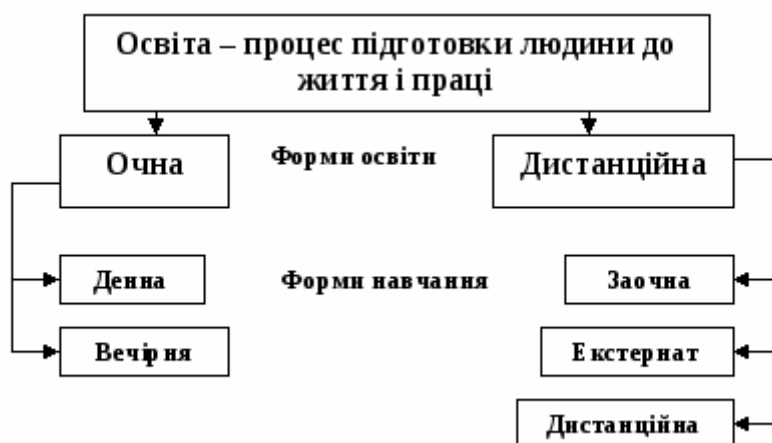 Освіта – процес підготовки людини до
життя і праці
Очна
Форми освіти
Дистанційна
Денна
Форми навчання
Заочна
Вечірня
Екстернат
Дистанційна